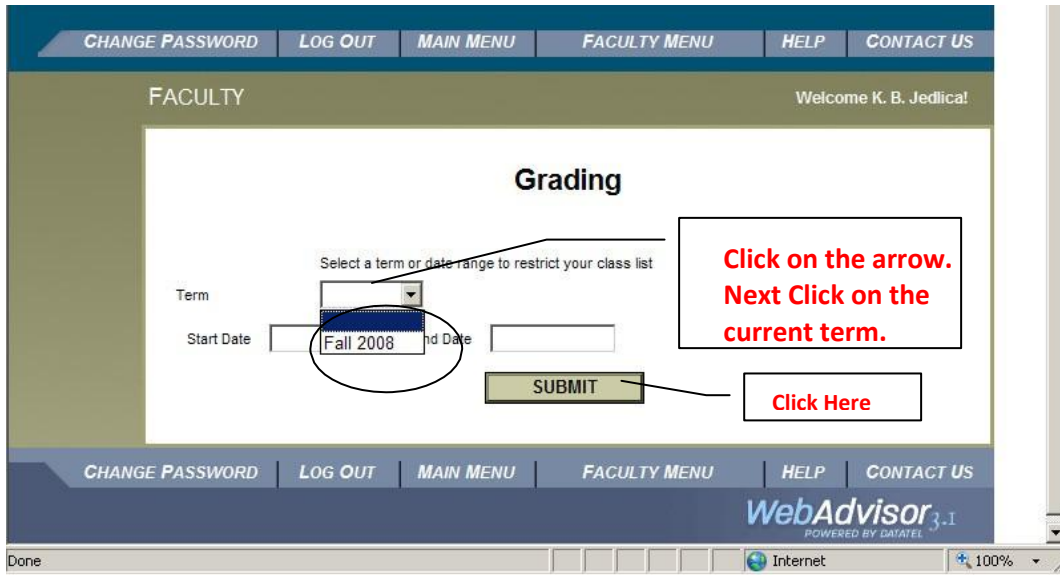 CHANGE PASSWORD LOG OUT MAIN MENU FACULTY MENU HELP CONTACT US
FACULTY Welcome K. B. Jedlica!
Grading
Select a term or date range to restrict your class list
Click on the arrow.
Next Click on the
current term.
Term
Start Date nd Date
Fall 2008
SUBMIT
Click Here
CHANGE PASSWORD LOG OUT MAIN MENU FACULTY MENU HELP CONTACT US
WebAdvisor 3.1
POWERED BY DATATEL
Done Internet 100%